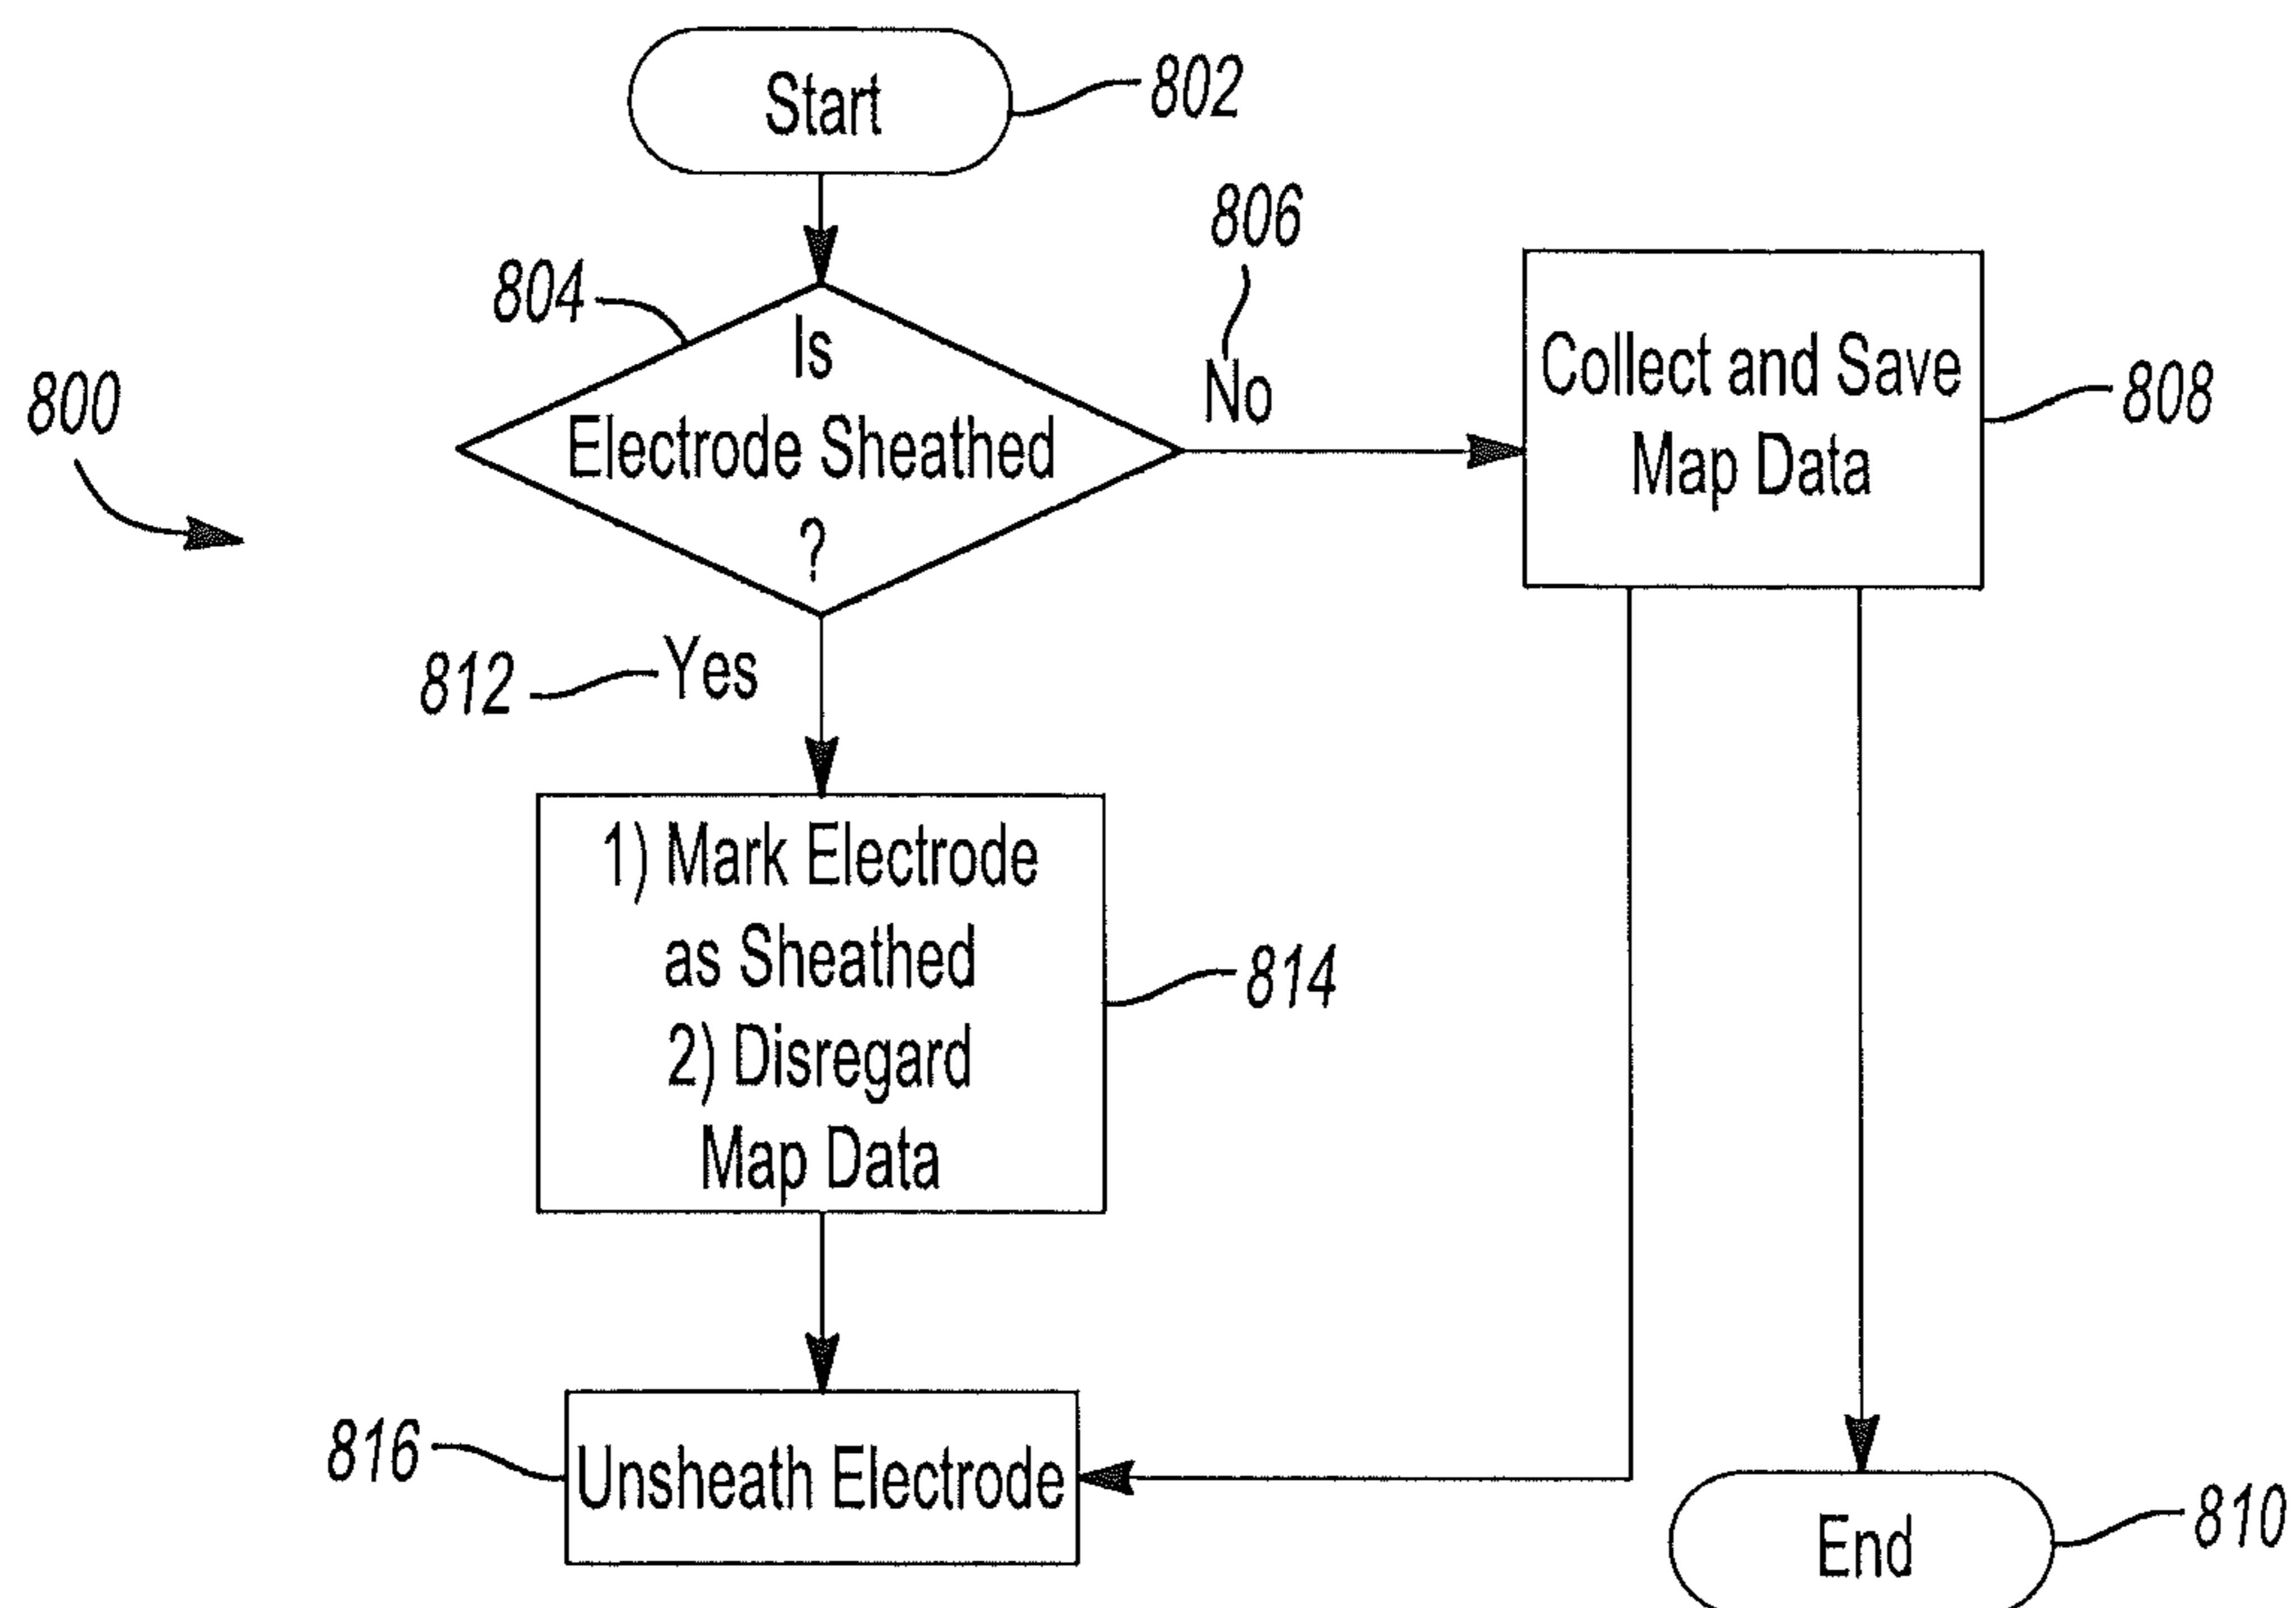 Start
802
806
804
Is
Electrode Sheathed
?
No
Collect and Save
Map Data
808
800
812
Yes
1) Mark Electrode
as Sheathed
2) Disregard
Map Data
814
816
Unsheath Electrode
End
810